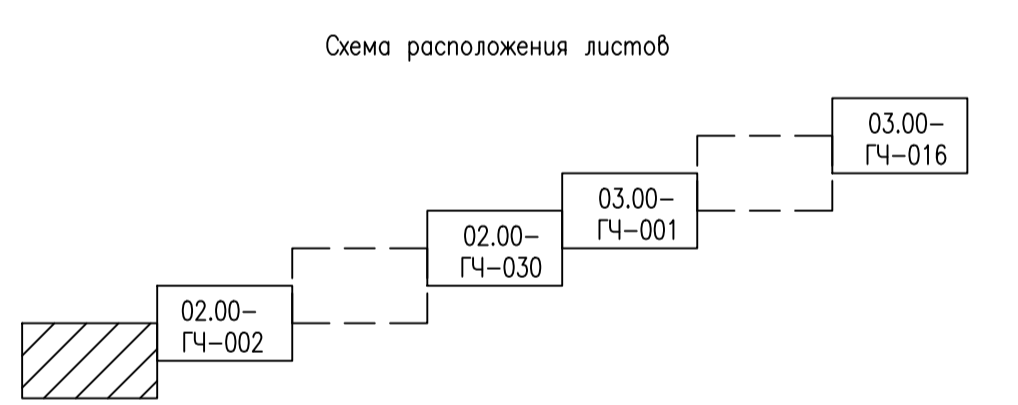 Схема расположения листов
03.00-
ГЧ-016
03.00-
ГЧ-001
02.00-
ГЧ-030
02.00-
ГЧ-002